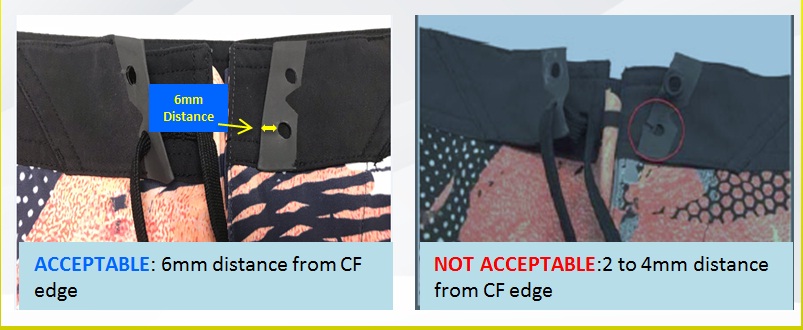 6mm
Distance
ACCEPTABLE: 6mm distance from CF
edge
NOT ACCEPTABLE:2 to 4mm distance
from CF edge